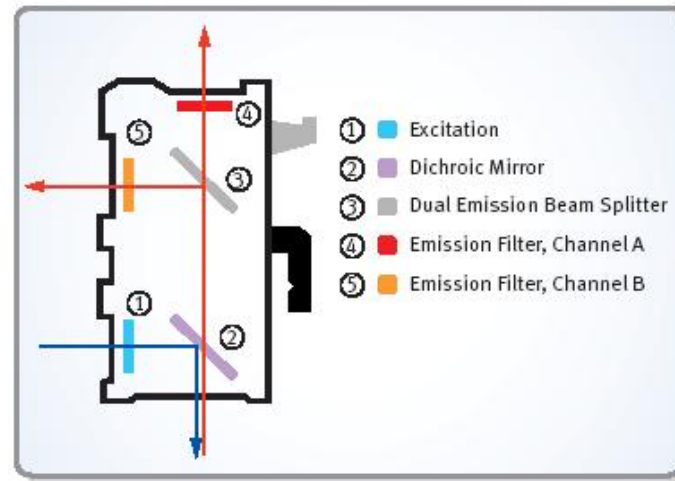 ④
⑤
① Excitation
② Dichroic Mirror
③
③ Dual Emission Beam Splitter
④ Emission Filter, Channel A
⑤ Emission Filter, Channel B
①
②